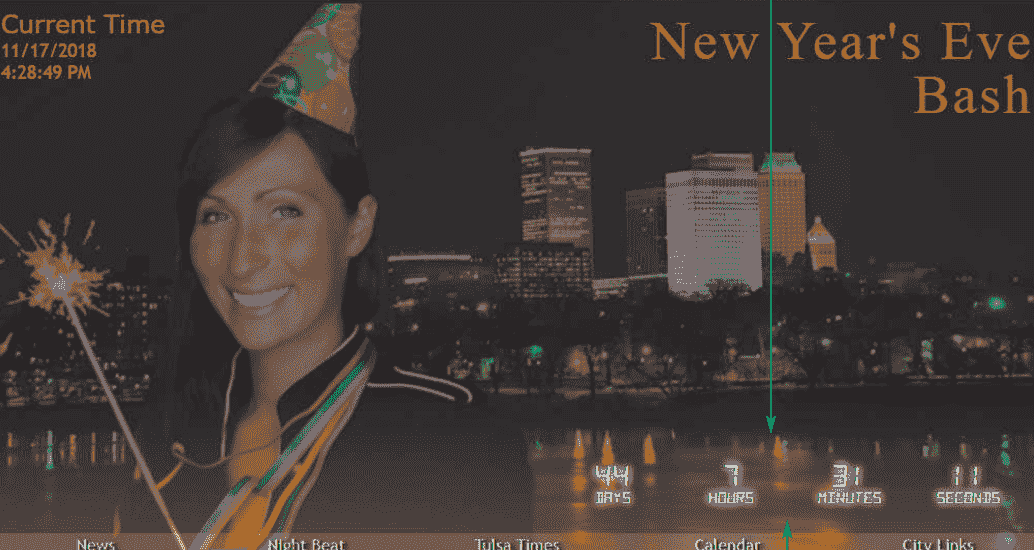 Current Time
11/17/2018
4:28:49 PM
New Year's Eve
Bash
44 7 31 11
DAYS HOURS MINUTES SECONDS
News Night Beat Tulsa Times Calendar City Links